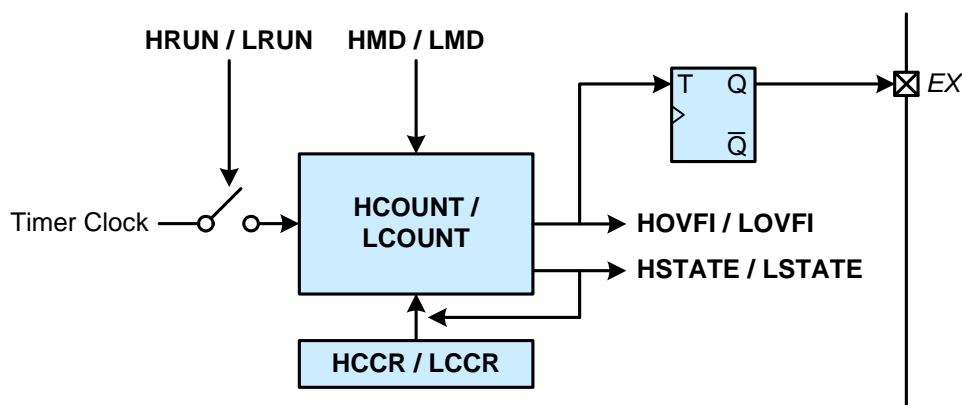 HRUN / LRUN
HMD / LMD
T Q
EX
Q̅
Timer Clock
HCOUNT /
LCOUNT
HOVFI / LOVFI
HSTATE / LSTATE
HCCR / LCCR